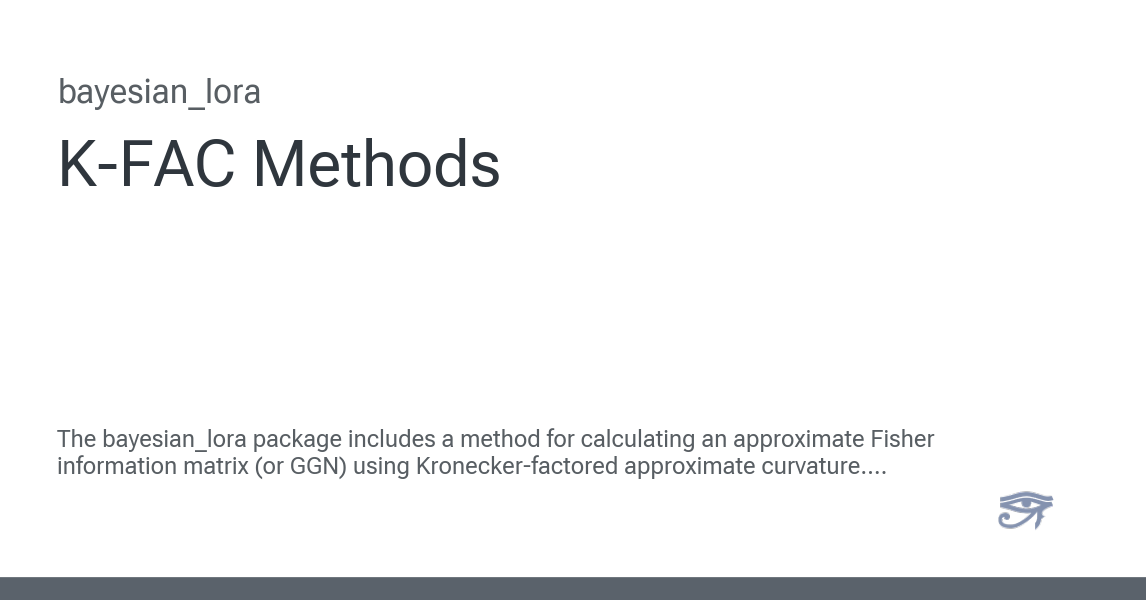 bayesian_lora
K-FAC Methods
The bayesian_lora package includes a method for calculating an approximate Fisher
information matrix (or GGN) using Kronecker-factored approximate curvature....